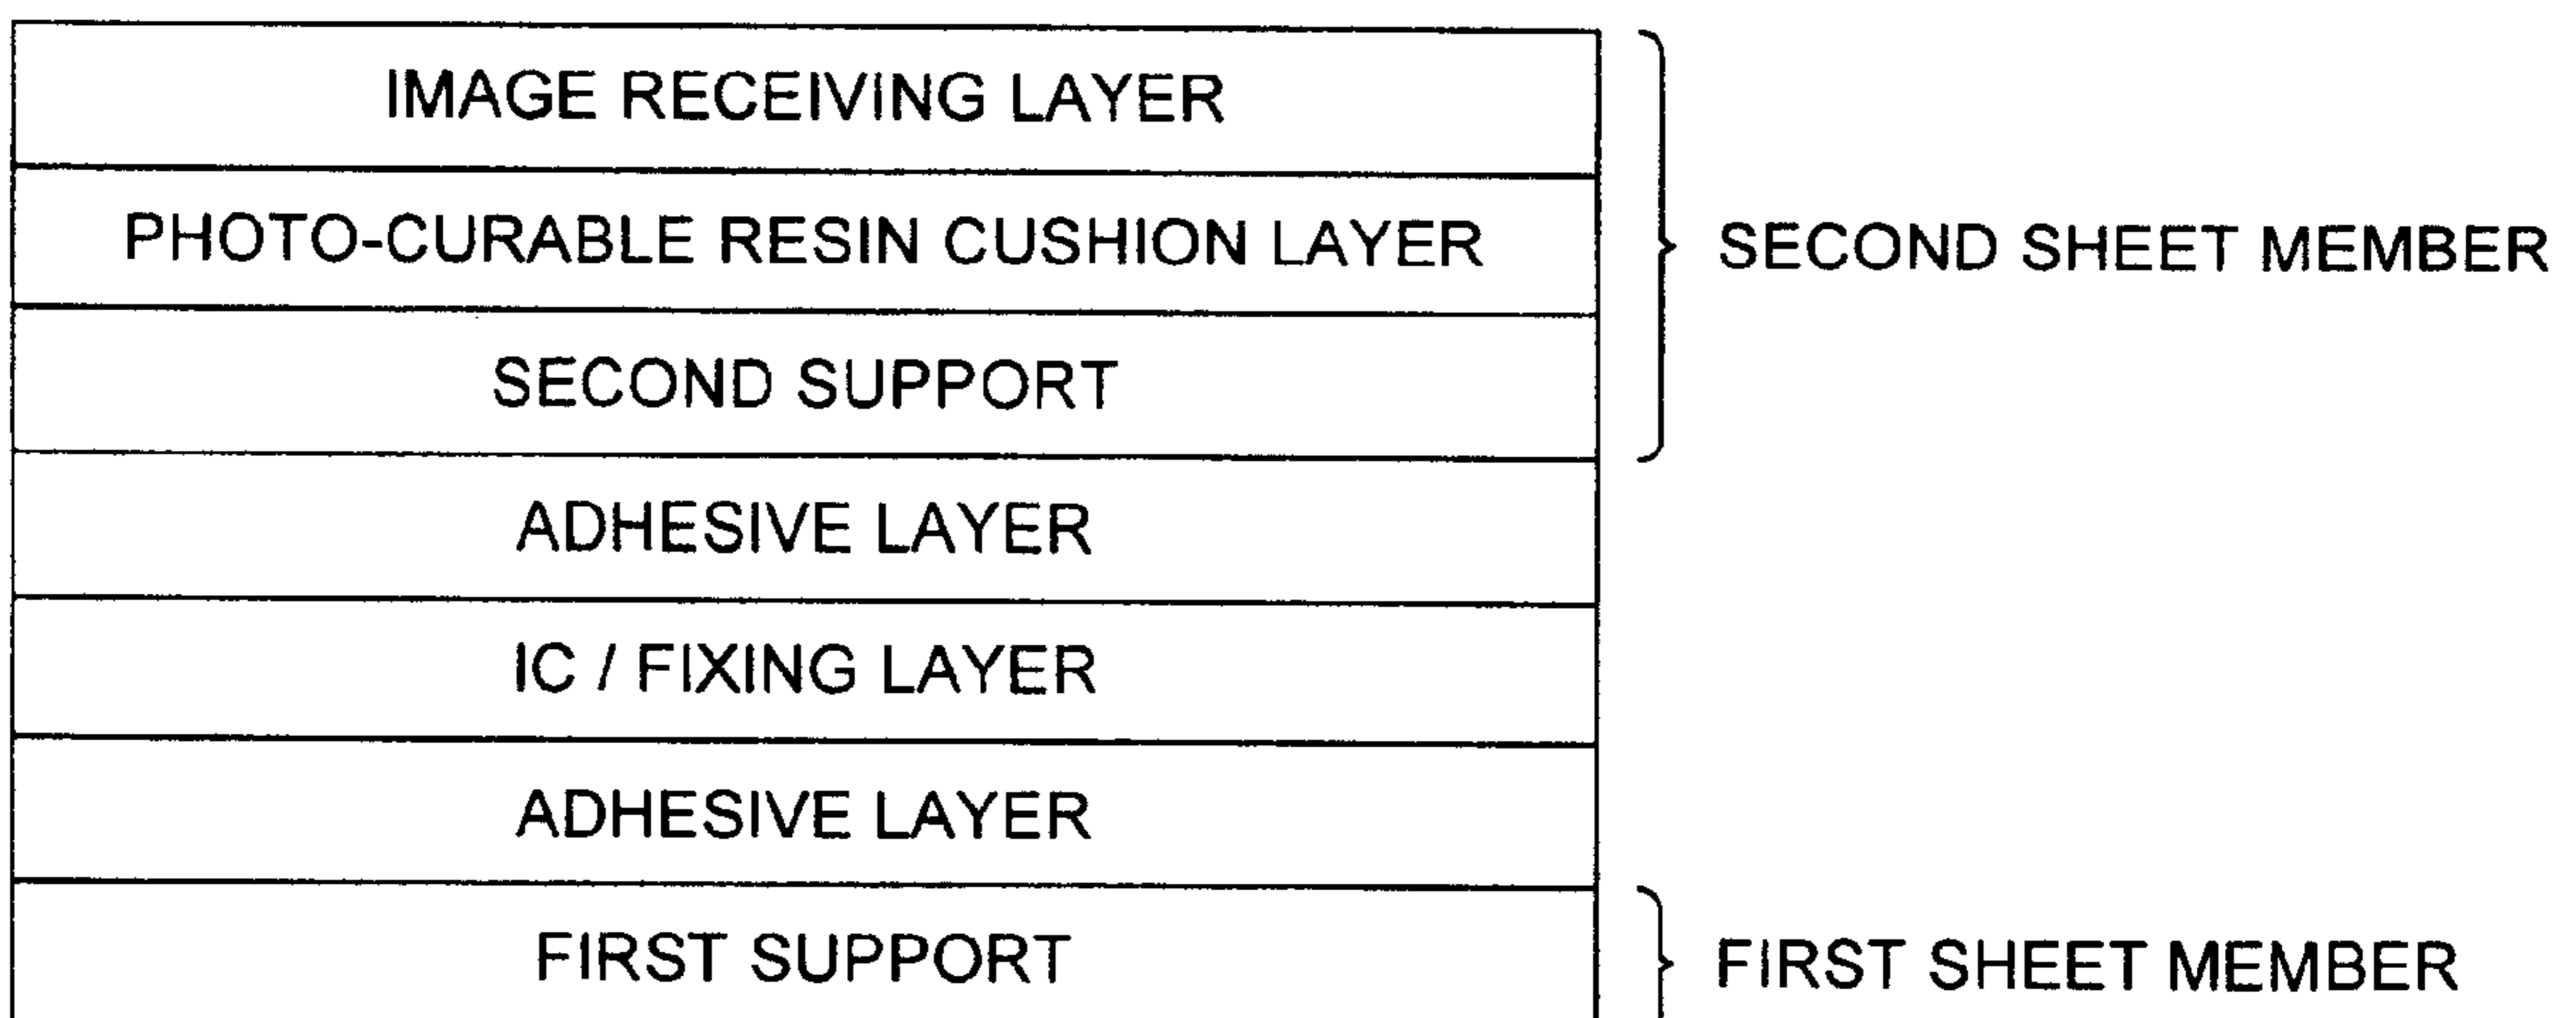 IMAGE RECEIVING LAYER
PHOTO-CURABLE RESIN CUSHION LAYER
SECOND SHEET MEMBER
SECOND SUPPORT
ADHESIVE LAYER
IC / FIXING LAYER
ADHESIVE LAYER
FIRST SUPPORT
FIRST SHEET MEMBER